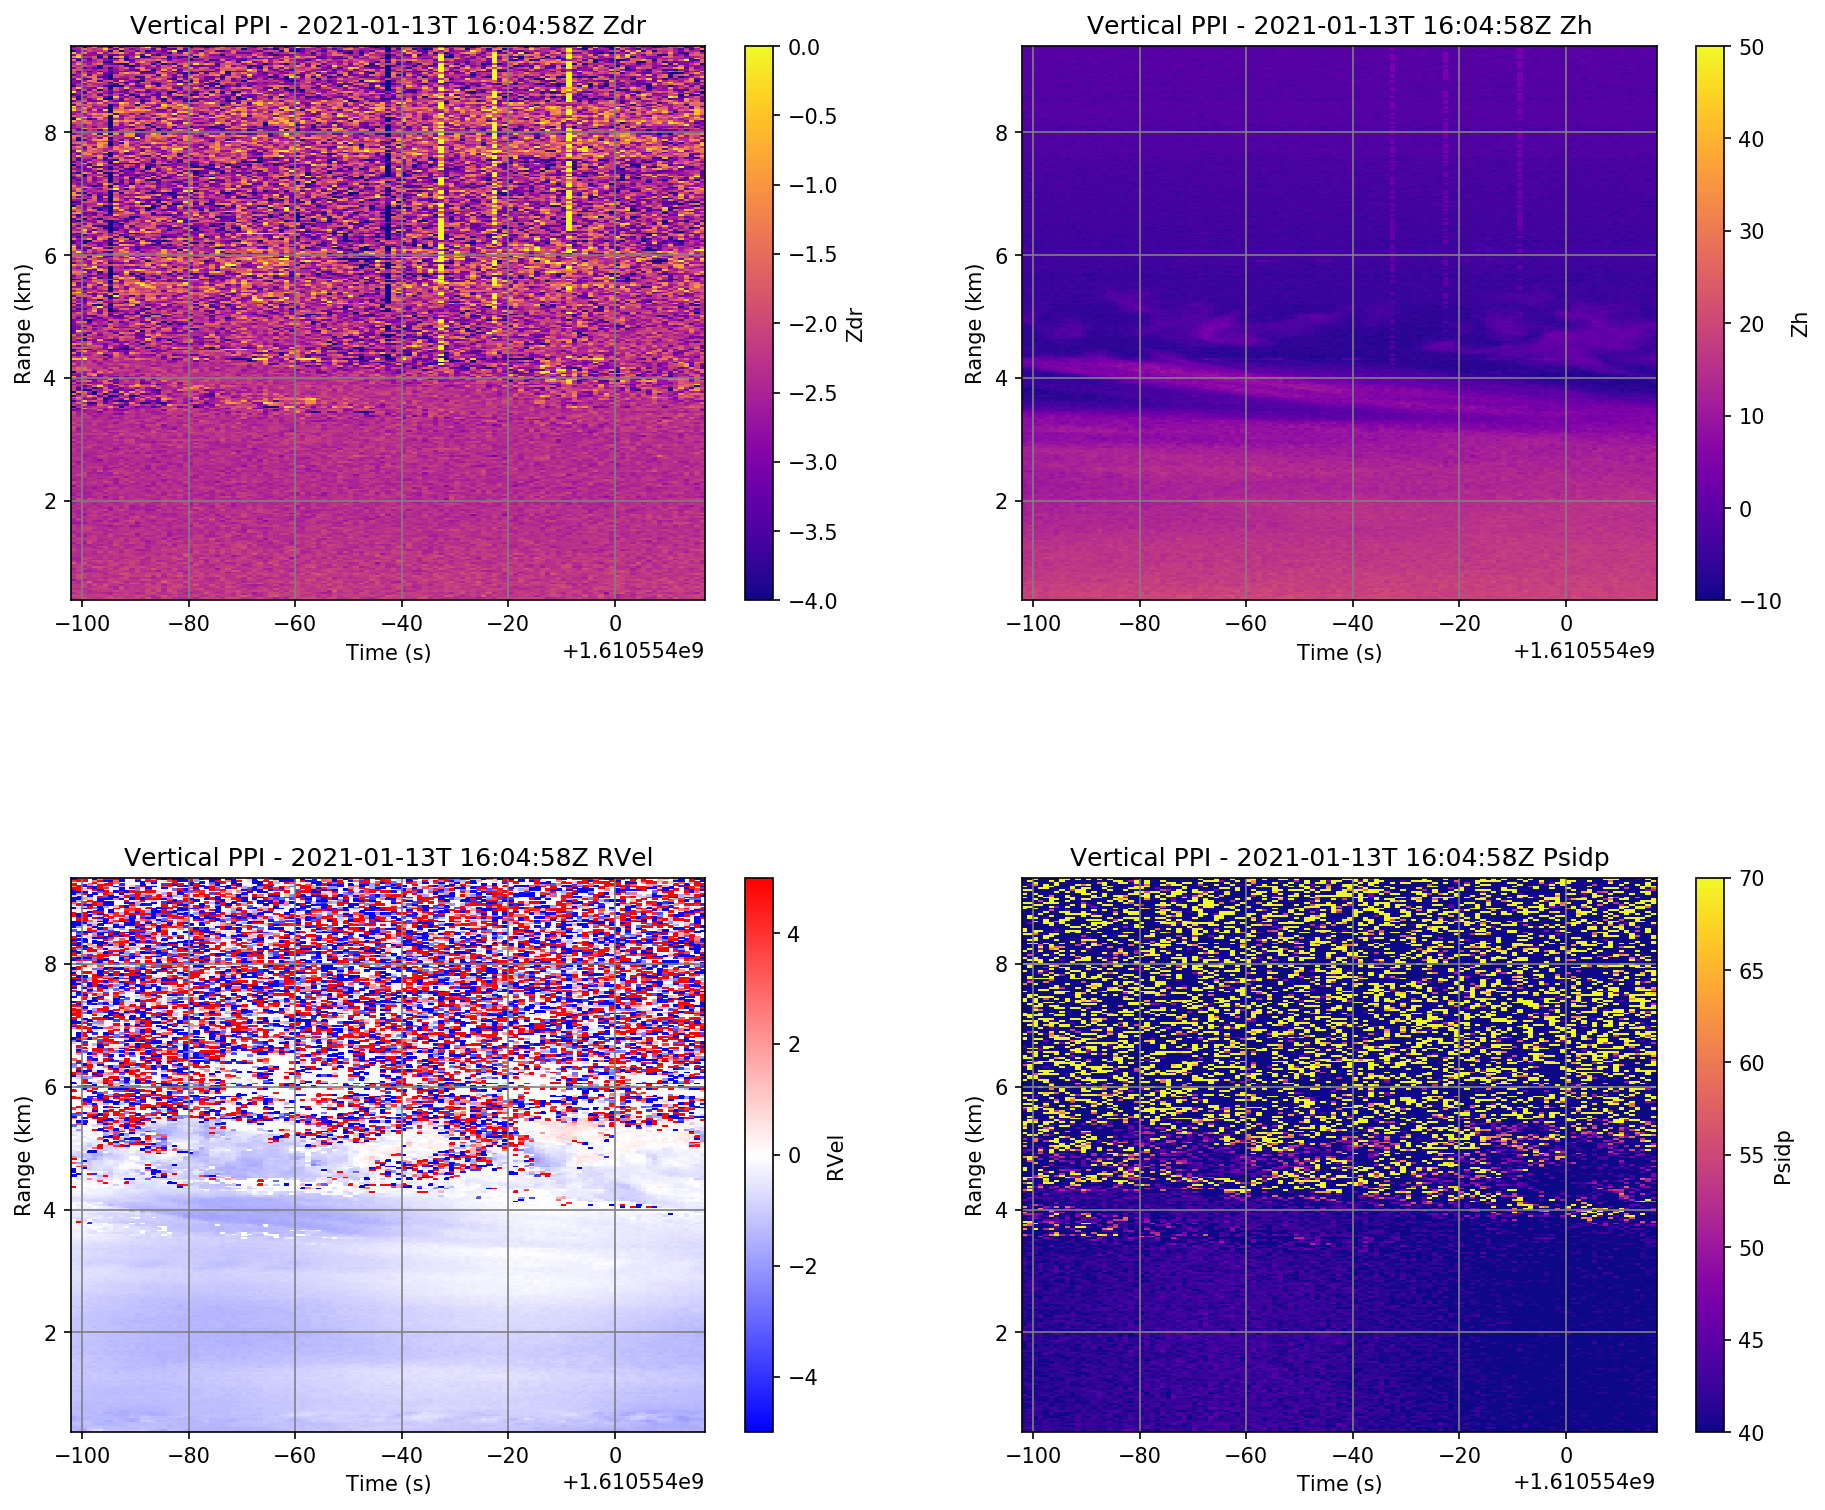 Vertical PPI - 2021-01-13T 16:04:58Z Zdr
Range (km)
8
6
4
2
−100 −80 −60 −40 −20 0
Time (s)
+1.610554e9
0.0
−0.5
−1.0
−1.5
−2.0
−2.5
−3.0
−3.5
−4.0
Zdr
Vertical PPI - 2021-01-13T 16:04:58Z Zh
Range (km)
8
6
4
2
−100 −80 −60 −40 −20 0
Time (s)
+1.610554e9
50
40
30
20
10
0
−10
Zh
Vertical PPI - 2021-01-13T 16:04:58Z RVel
Range (km)
8
6
4
2
−100 −80 −60 −40 −20 0
Time (s)
+1.610554e9
4
2
0
−2
−4
RVel
Vertical PPI - 2021-01-13T 16:04:58Z Psidp
Range (km)
8
6
4
2
−100 −80 −60 −40 −20 0
Time (s)
+1.610554e9
70
65
60
55
50
45
40
Psidp